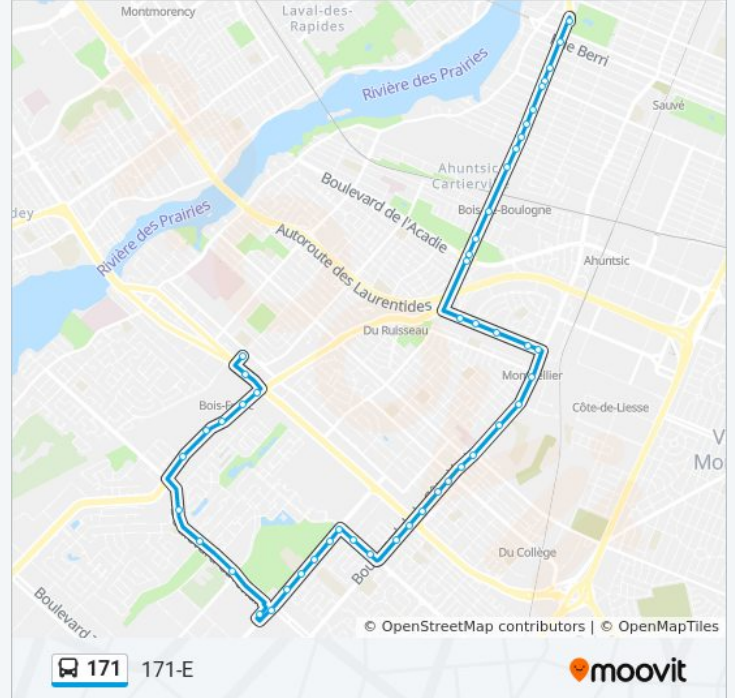 Montmorency
Laval-des-
Rapides
Rue Berri
Rivière des Prairies
Sauvé
Ahuntsic
Cartierville
Boulevard de l'Acadie
Bois-de-Boulogne
Rivière des Prairies
Autoroute des Laurentides
Ahuntsic
Du Ruisseau
Montpellier
Bois-Franc
Côte-de-Liesse
Du Collège
Boulevard
© OpenStreetMap contributors | © OpenMapTiles
171 171-E
moovit